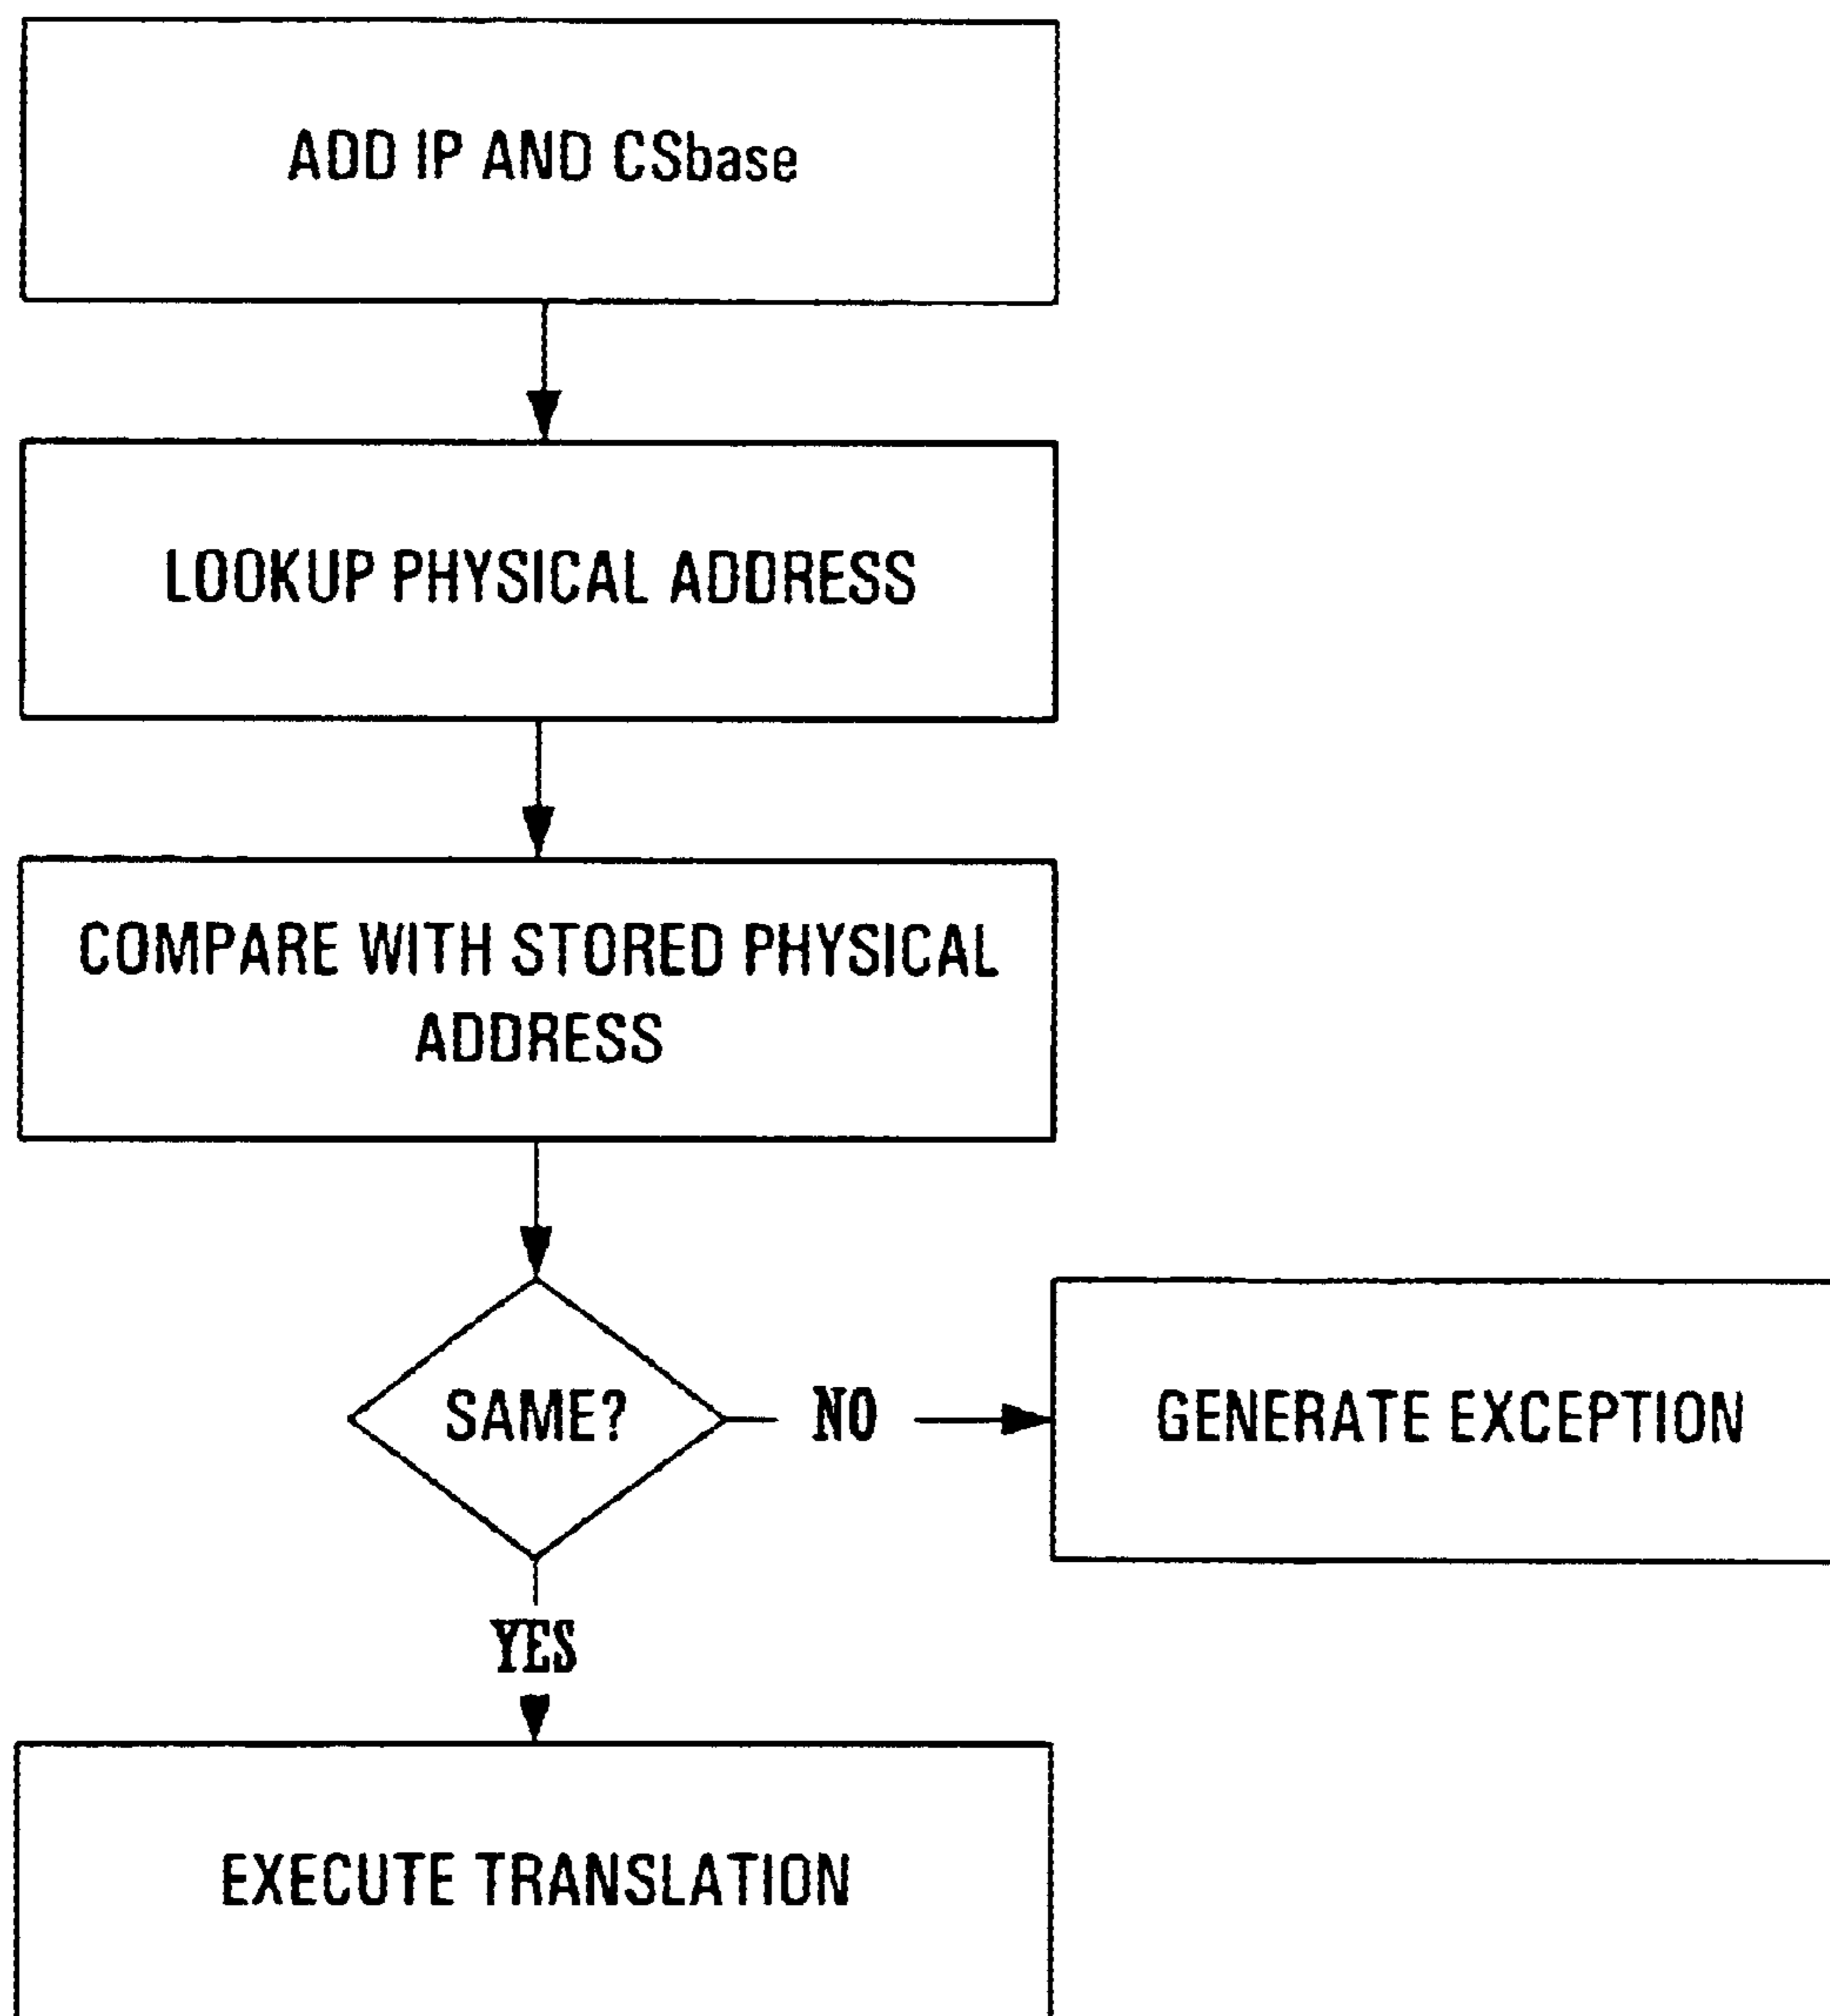 ADD IP AND CSbase
LOOKUP PHYSICAL ADDRESS
COMPARE WITH STORED PHYSICAL
ADDRESS
SAME?
NO
GENERATE EXCEPTION
YES
EXECUTE TRANSLATION